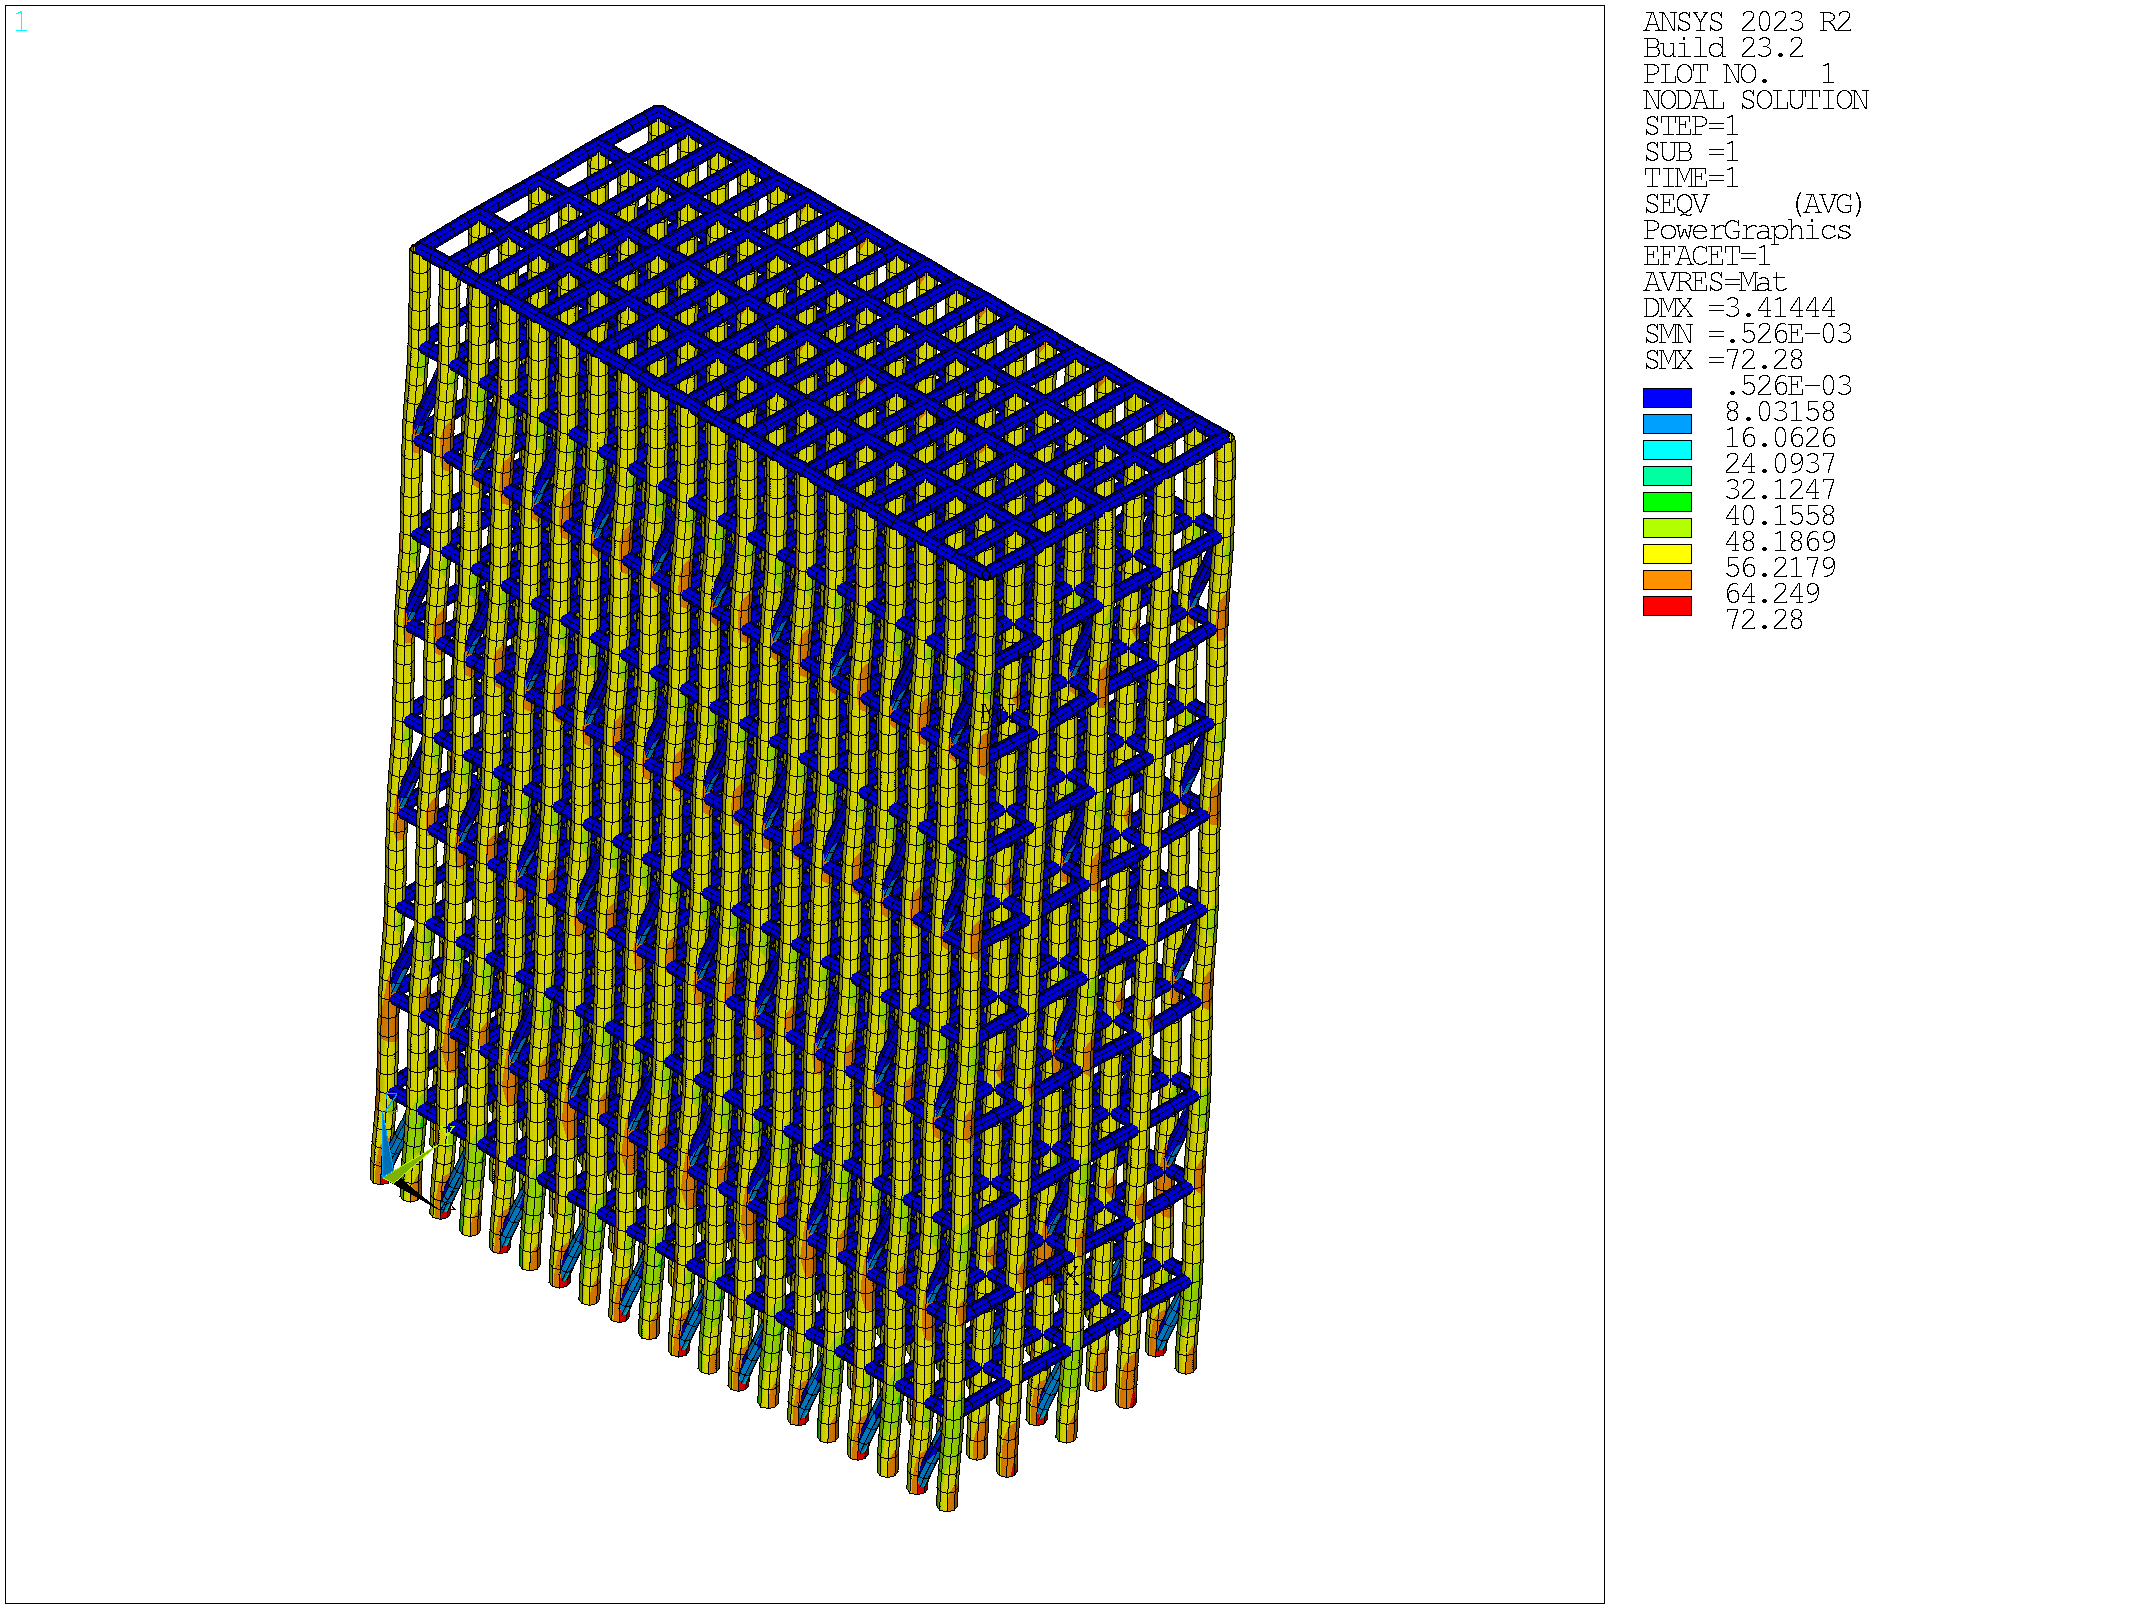 1
ANSYS 2023 R2
Build 23.2
PLOT NO.   1
NODAL SOLUTION
STEP=1
SUB =1
TIME=1
SEQV     (AVG)
PowerGraphics
EFACET=1
AVRES=Mat
DMX =3.41444
SMN =.526E-03
SMX =72.28
.526E-03
8.03158
16.0626
24.0937
32.1247
40.1558
48.1869
56.2179
64.249
72.28